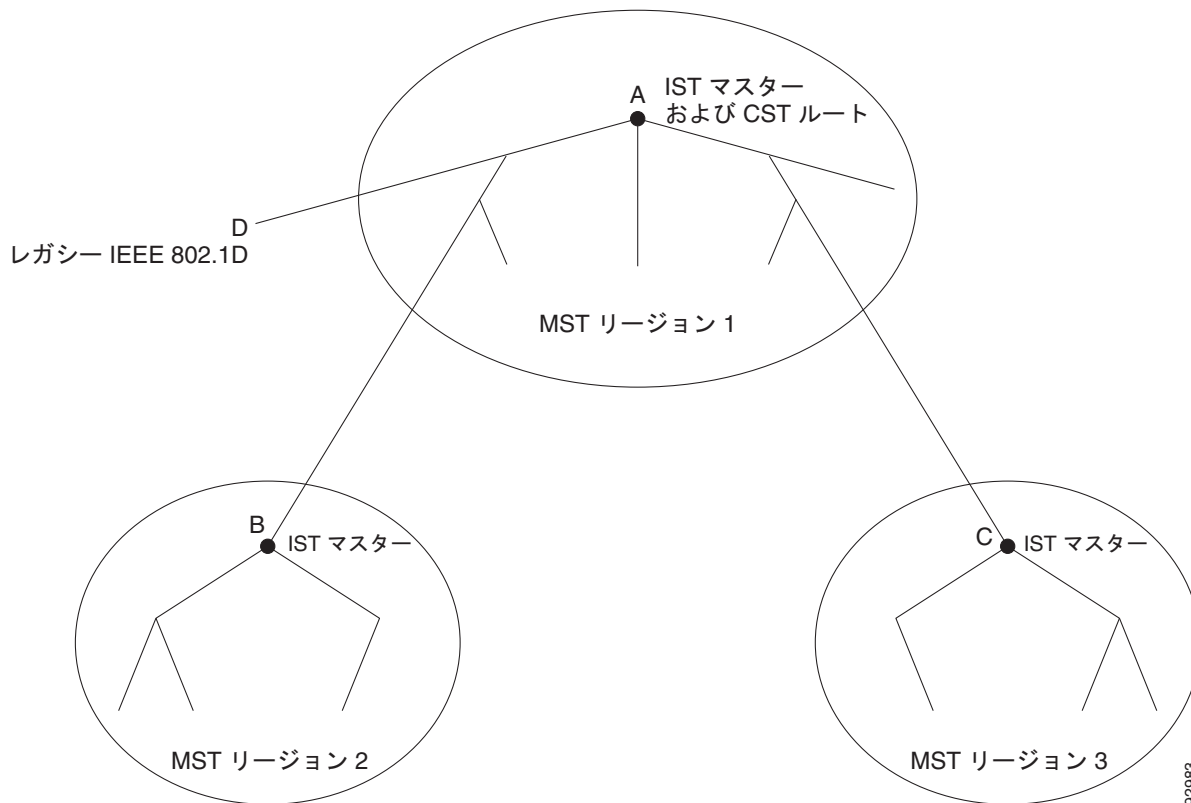 A
IST マスター
および CST ルート
D
レガシー IEEE 802.1D
MST リージョン 1
B
IST マスター
C
IST マスター
MST リージョン 2
MST リージョン 3